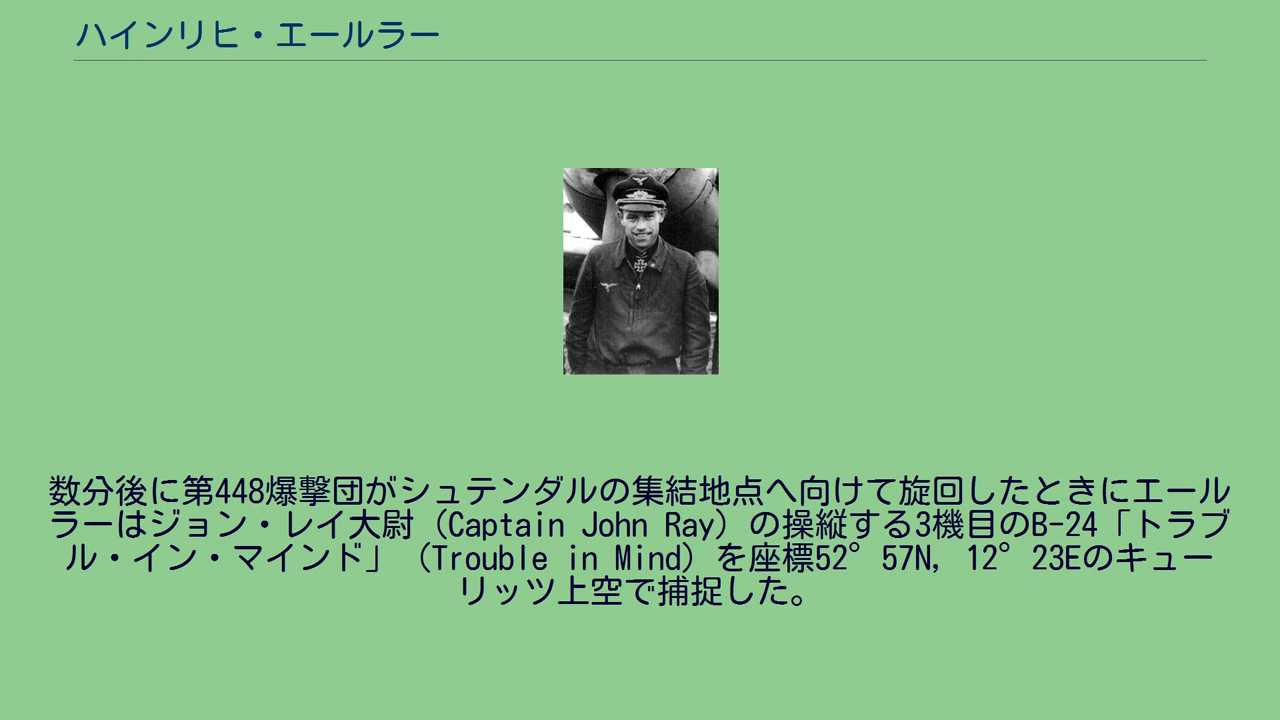 ハインリヒ・エールラー
数分後に第448爆撃団がシュテンダルの集結地点へ向けて旋回したときにエール
ラーはジョン・レイ大尉（Captain John Ray）の操縦する3機目のB-24「トラブ
ル・イン・マインド」（Trouble in Mind）を座標52°57N, 12°23Eのキュー
リッツ上空で捕捉した。